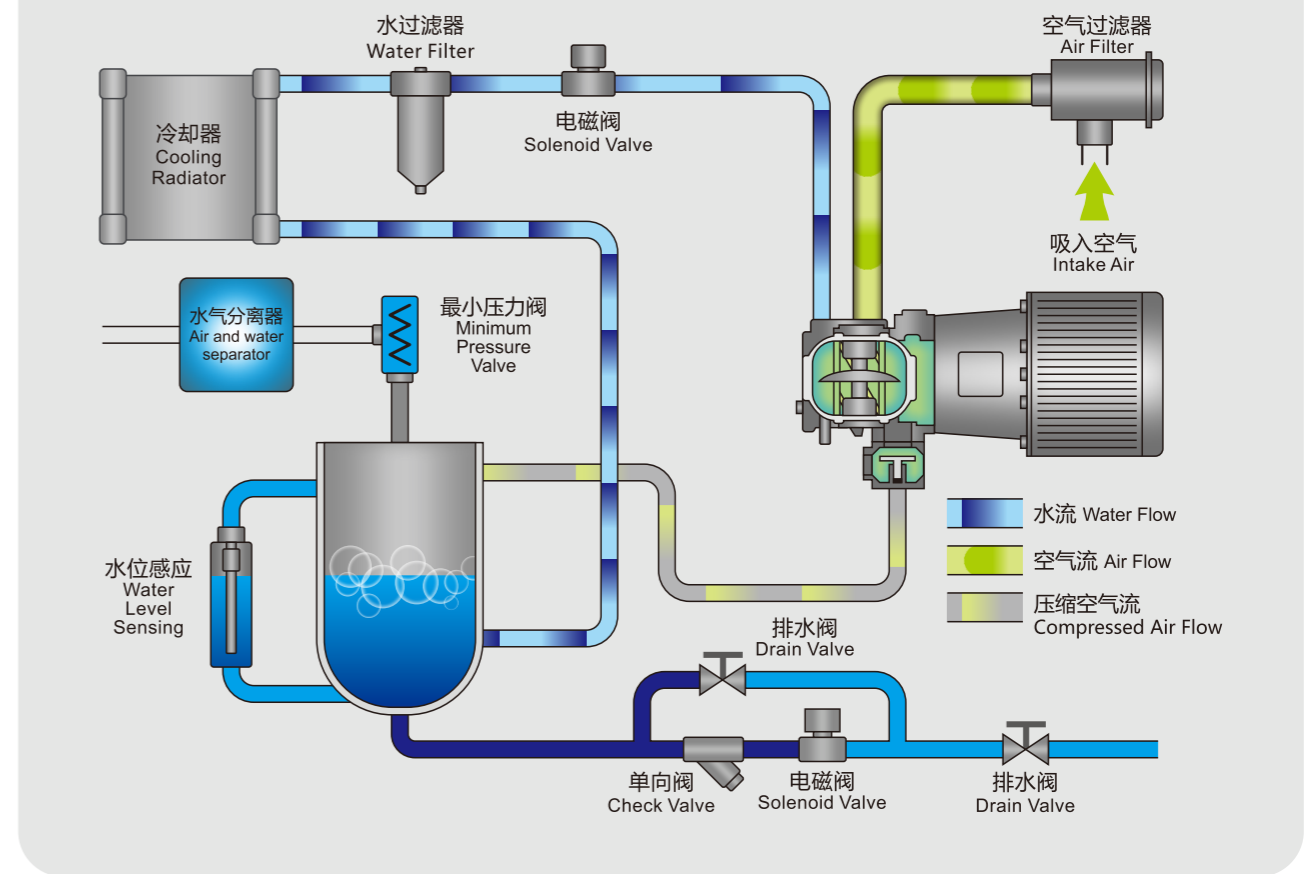 水过滤器
Water Filter
空气过滤器
Air Filter
电磁阀
Solenoid Valve
冷却器
Cooling
Radiator
吸入空气
Intake Air
水气分离器
Air and water
separator
最小压力阀
Minimum
Pressure
Valve
水流 Water Flow
空气流 Air Flow
压缩空气流
Compressed Air Flow
水位感应
Water
Level
Sensing
排水阀
Drain Valve
单向阀
Check Valve
电磁阀
Solenoid Valve
排水阀
Drain Valve